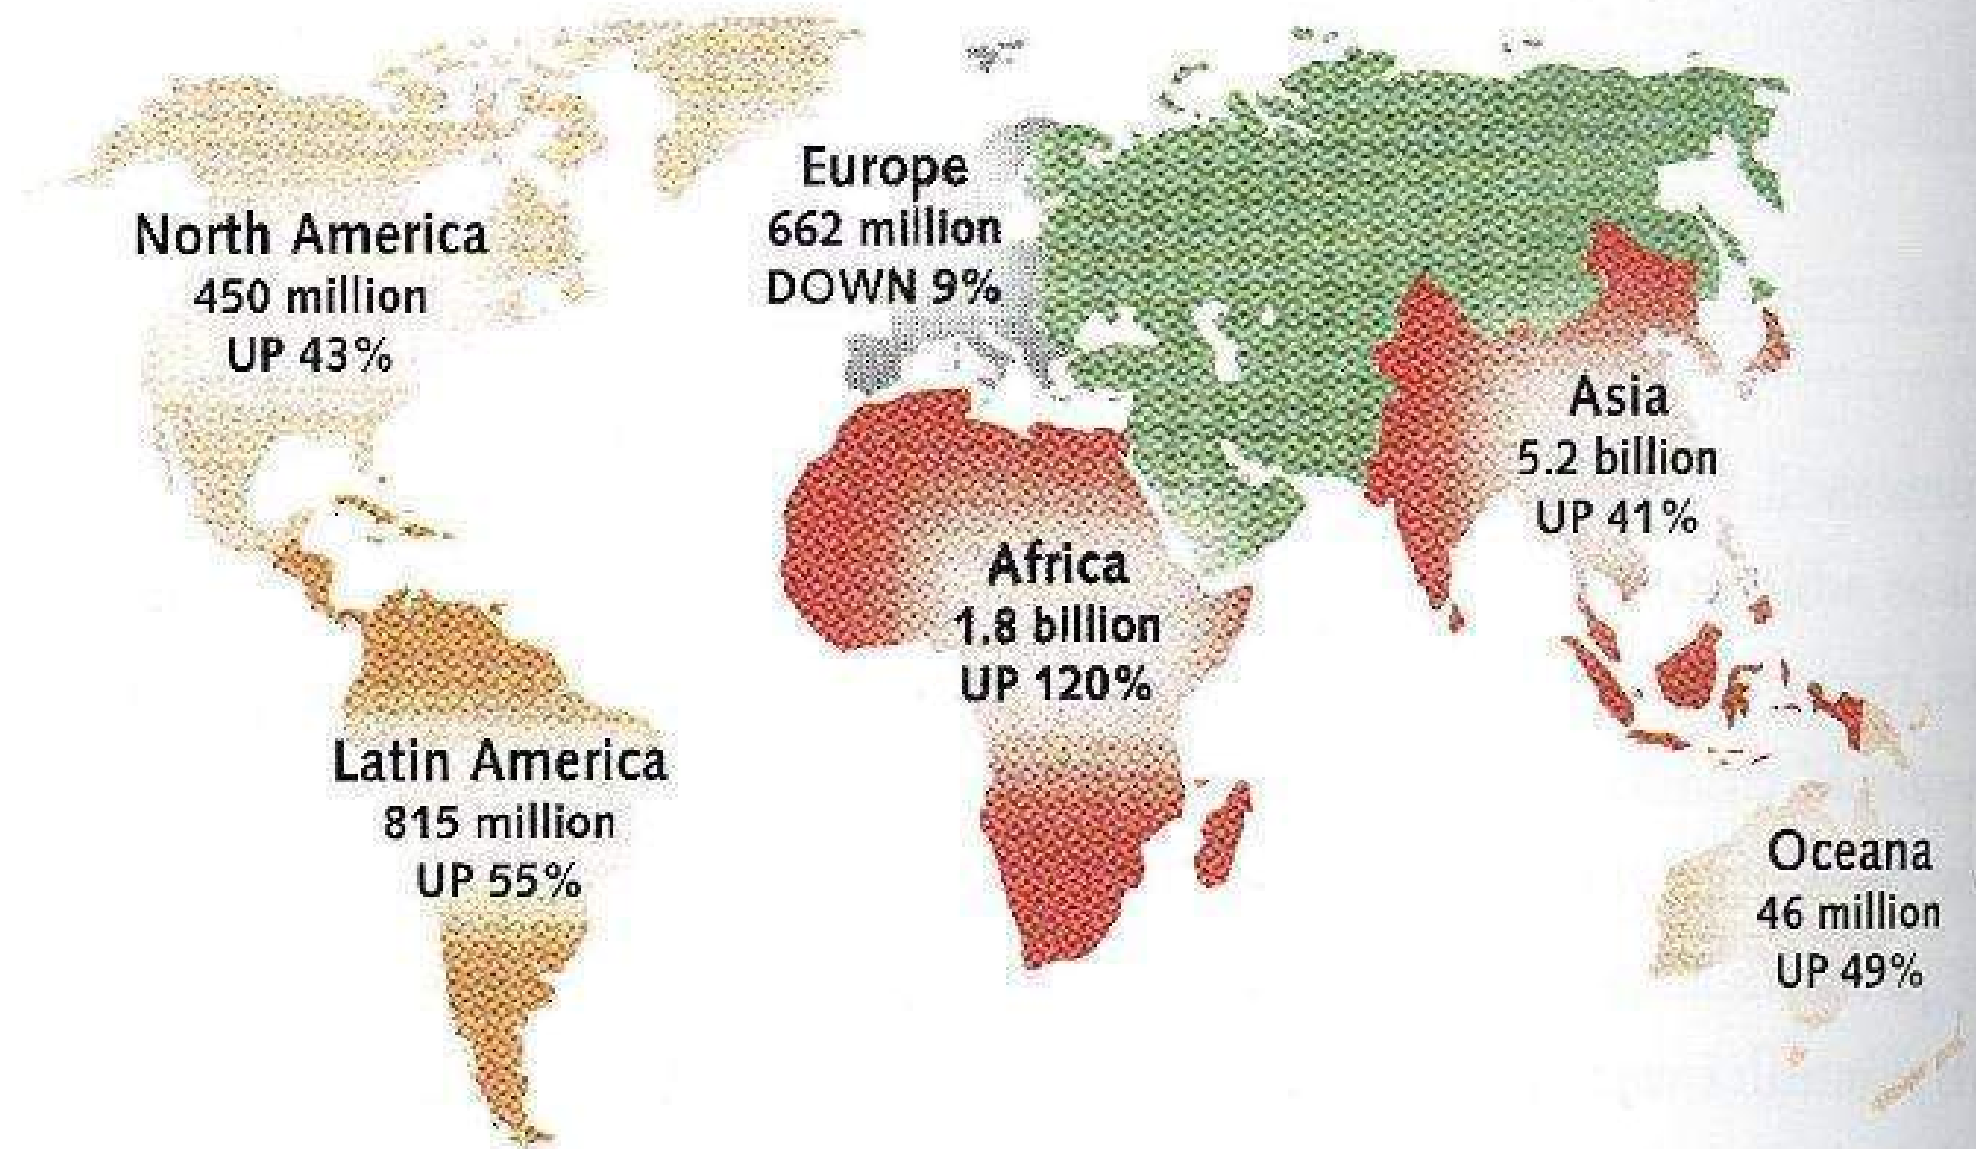 North America
450 million
UP 43%
Europe
662 million
DOWN 9%
Asia
5.2 billion
UP 41%
Africa
1.8 billion
UP 120%
Latin America
815 million
UP 55%
Oceana
46 million
UP 49%